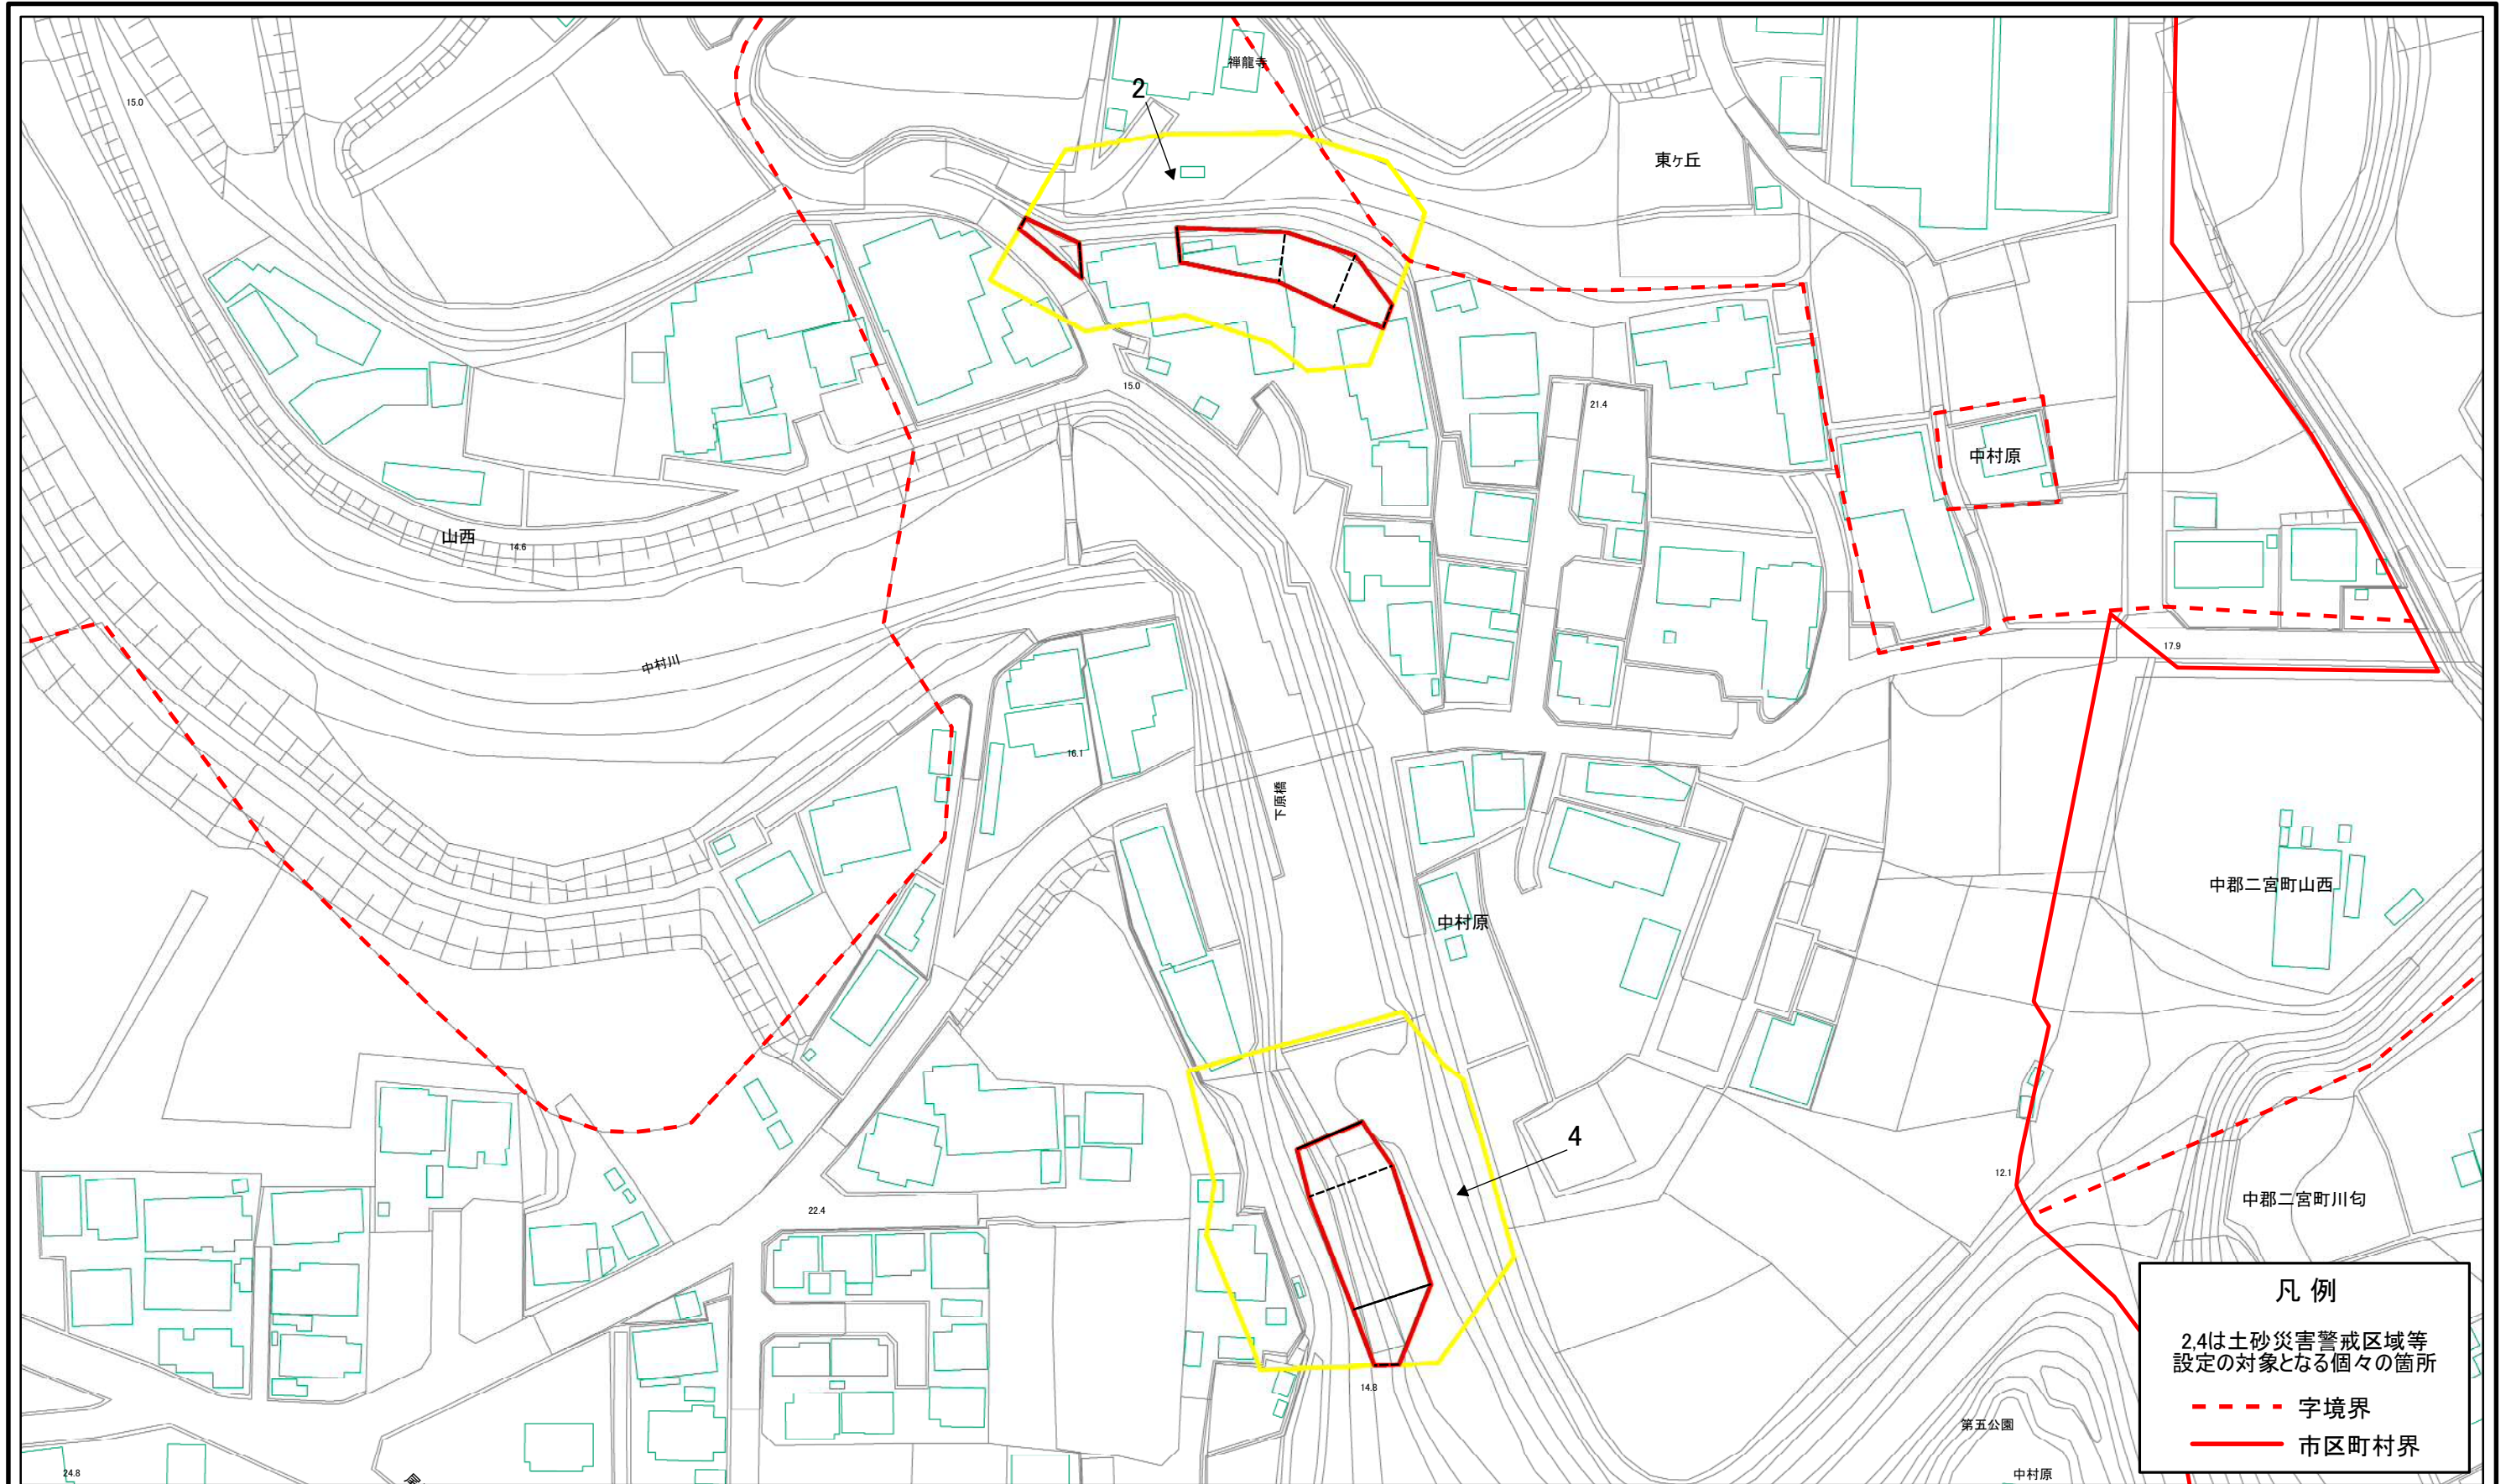 禅龍寺
2
15.0
東ヶ丘
15.0
21.4
中村原
山西
14.6
中村川
17.9
16.1
下原橋
中郡二宮町山西
中村原
4
12.1
中郡二宮町川匂
22.4
14.8
第五公園
中村原
24.8
凡 例
2,4は土砂災害警戒区域等
設定の対象となる個々の箇所
字境界
市区町村界